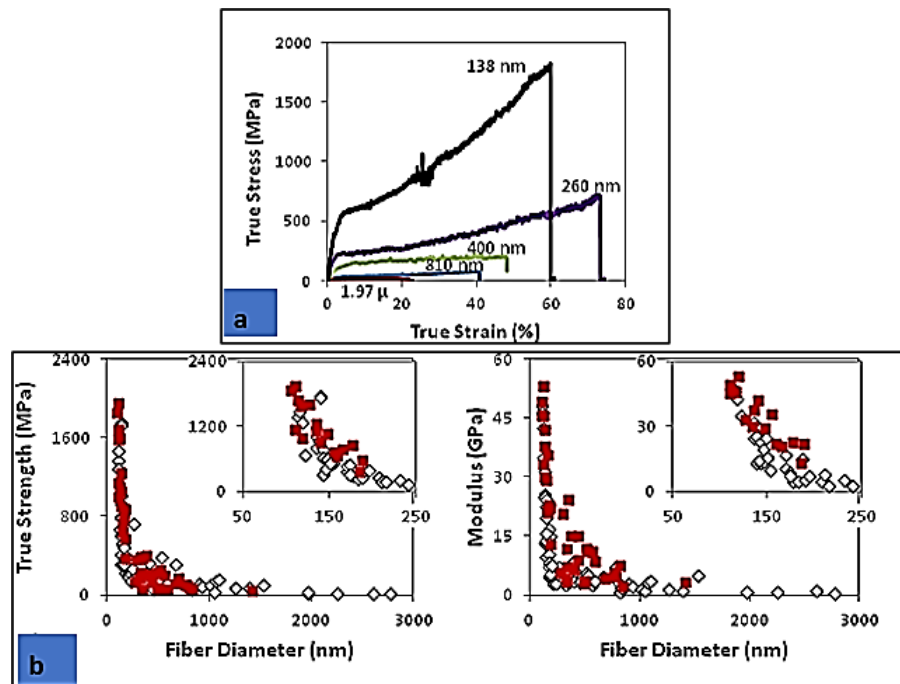 2000
1500
1000
500
0
True Stress (MPa)
138 nm
260 nm
400 nm
810 nm
1.97 µ
0 20 40 60 80
True Strain (%)
a
2400
1600
800
0
True Strength (MPa)
2400
1200
0
50 150 250
0 1000 2000 3000
Fiber Diameter (nm)
60
45
30
15
0
Modulus (GPa)
60
30
0
50 150 250
0 1000 2000 3000
Fiber Diameter (nm)
b